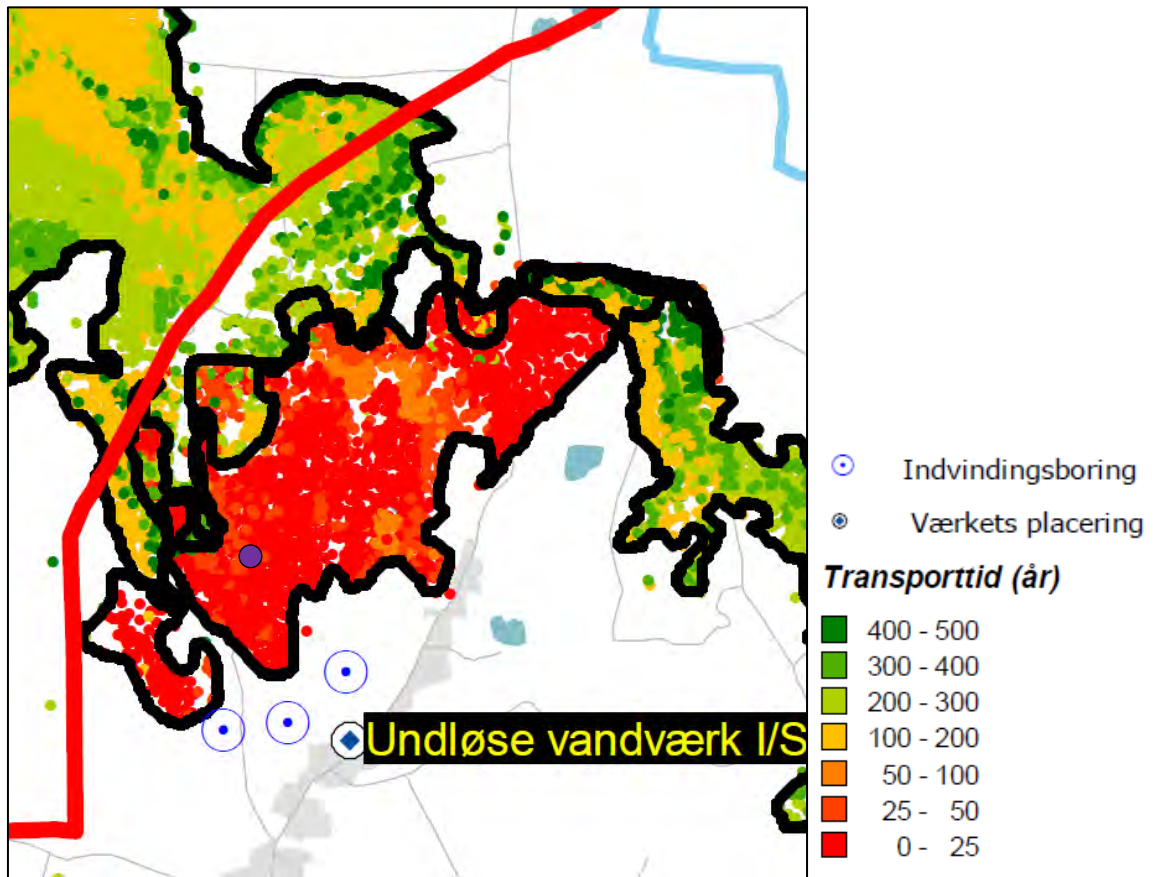 Undløse vandværk I/S
Indvindingsboring
Værkets placering
Transporttid (år)
400 - 500
300 - 400
200 - 300
100 - 200
50 - 100
25 - 50
0 - 25